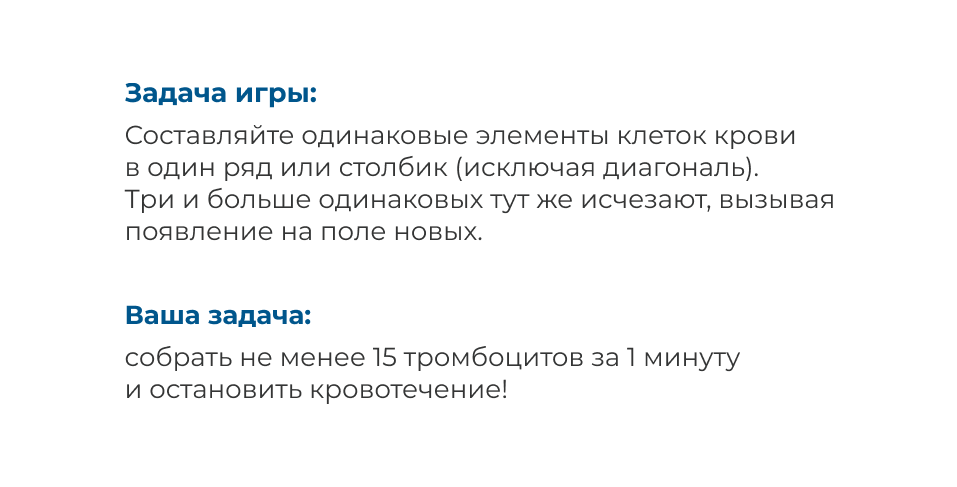 Задача игры:
Составляйте одинаковые элементы клеток крови
в один ряд или столбик (исключая диагональ).
Три и больше одинаковых тут же исчезают, вызывая
появление на поле новых.
Ваша задача:
собрать не менее 15 тромбоцитов за 1 минуту
и остановить кровотечение!